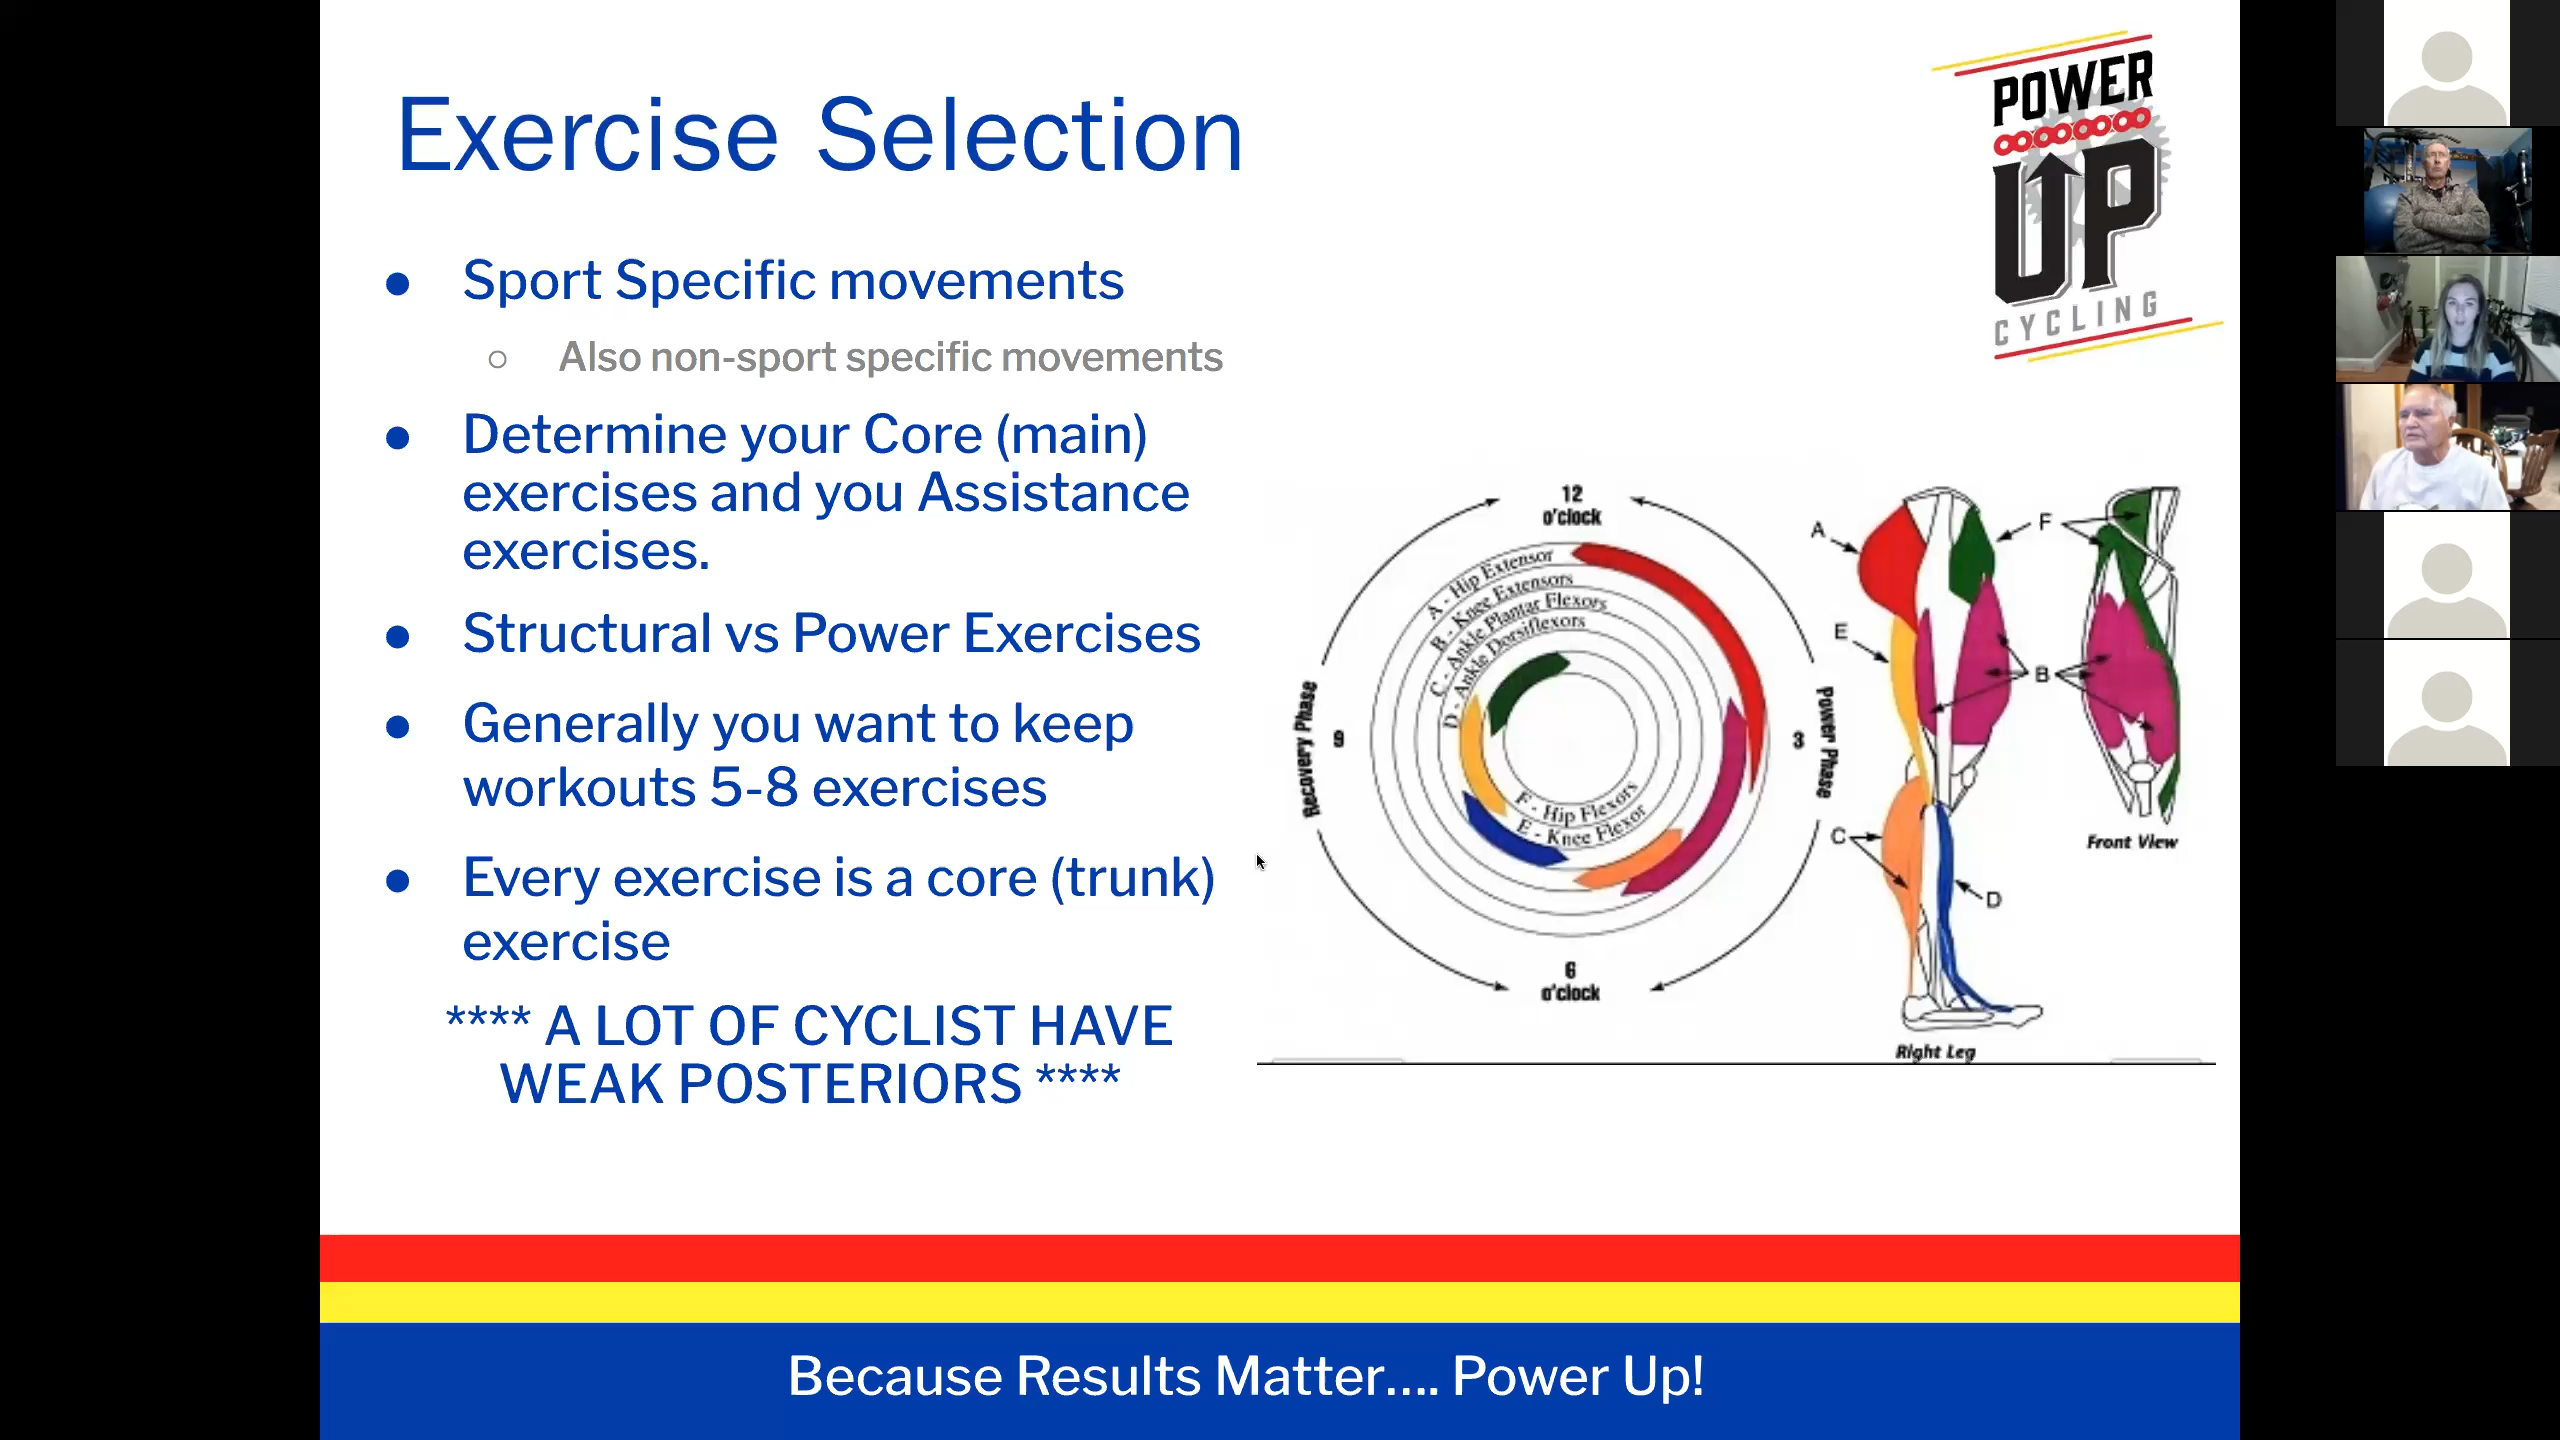 Exercise Selection
POWER
UP
CYCLING
● Sport Specific movements
○ Also non-sport specific movements
● Determine your Core (main)
exercises and you Assistance
exercises.
● Structural vs Power Exercises
● Generally you want to keep
workouts 5-8 exercises
● Every exercise is a core (trunk)
exercise
**** A LOT OF CYCLIST HAVE
WEAK POSTERIORS ****
12
o'clock
A - Hip Extensor
B - Knee Extensors
C - Ankle Plantar Flexors
D - Ankle Dorsiflexors
Recovery Phase
9
3
Power Phase
F - Hip Flexors
E - Knee Flexor
6
o'clock
A
F
E
B
C
D
Front View
Right Leg
Because Results Matter.... Power Up!